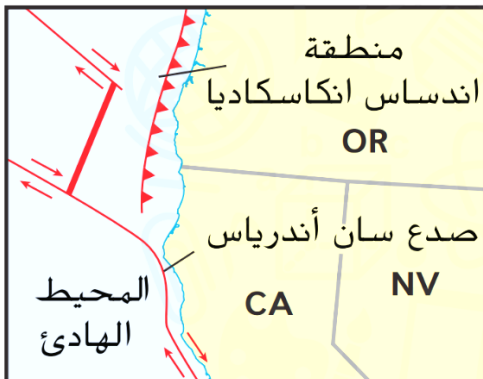 منطقة
اندساس انكاسكاديا
OR
صدع سان أندرياس
NV
CA
المحيط
الهادئ